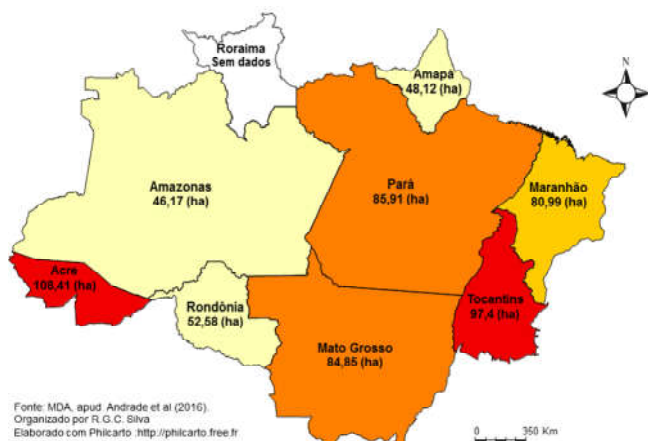 Roraima
Sem dados
Amapá
48,12 (ha)
N
Amazonas
46,17 (ha)
Pará
85,91 (ha)
Maranhão
80,99 (ha)
Acre
108,41 (ha)
Rondônia
52,58 (ha)
Tocantins
97,4 (ha)
Mato Grosso
84,85 (ha)
Fonte: MDA, apud Andrade et al (2016).
Organizado por R.G.C. Silva
Elaborado com Philcarto :http://philcarto.free.fr
0 350 Km